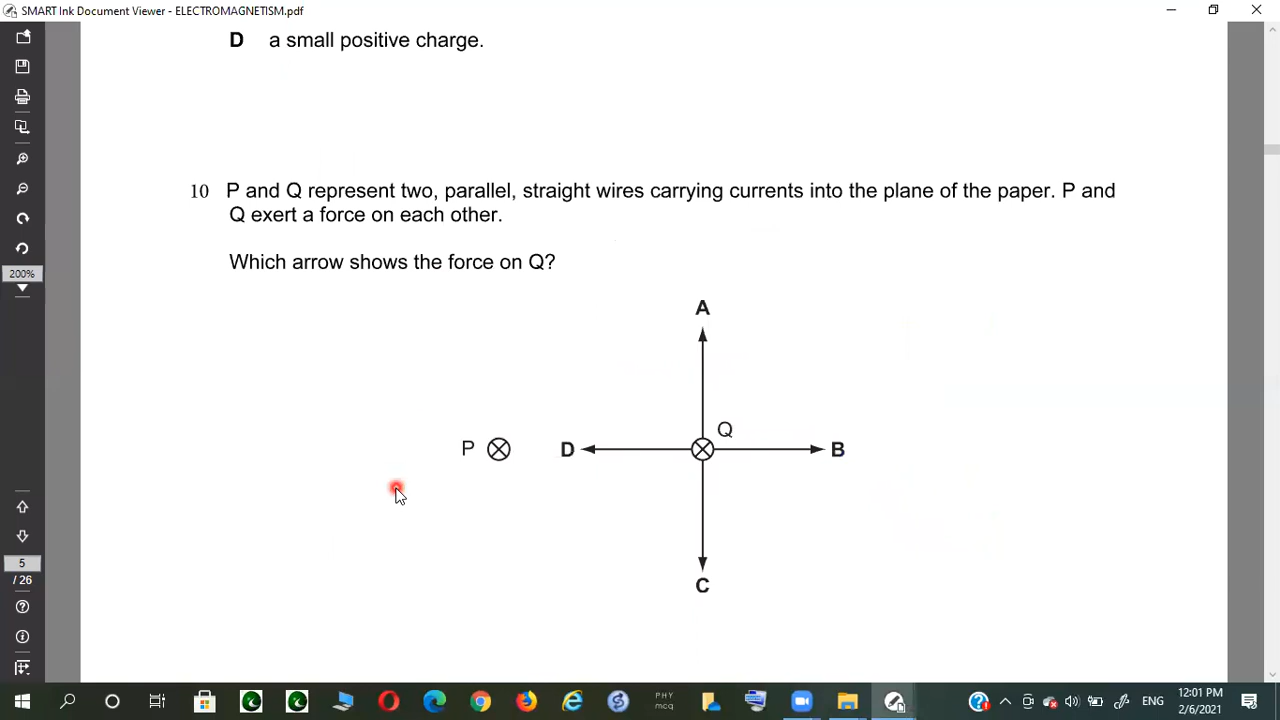 SMART Ink Document Viewer - ELECTROMAGNETISM.pdf
D a small positive charge.
10 P and Q represent two, parallel, straight wires carrying currents into the plane of the paper. P and
Q exert a force on each other.
Which arrow shows the force on Q?
200%
A
Q
P
D
B
C
5
/ 26
PHY
mcq
ENG
12:01 PM
2/6/2021